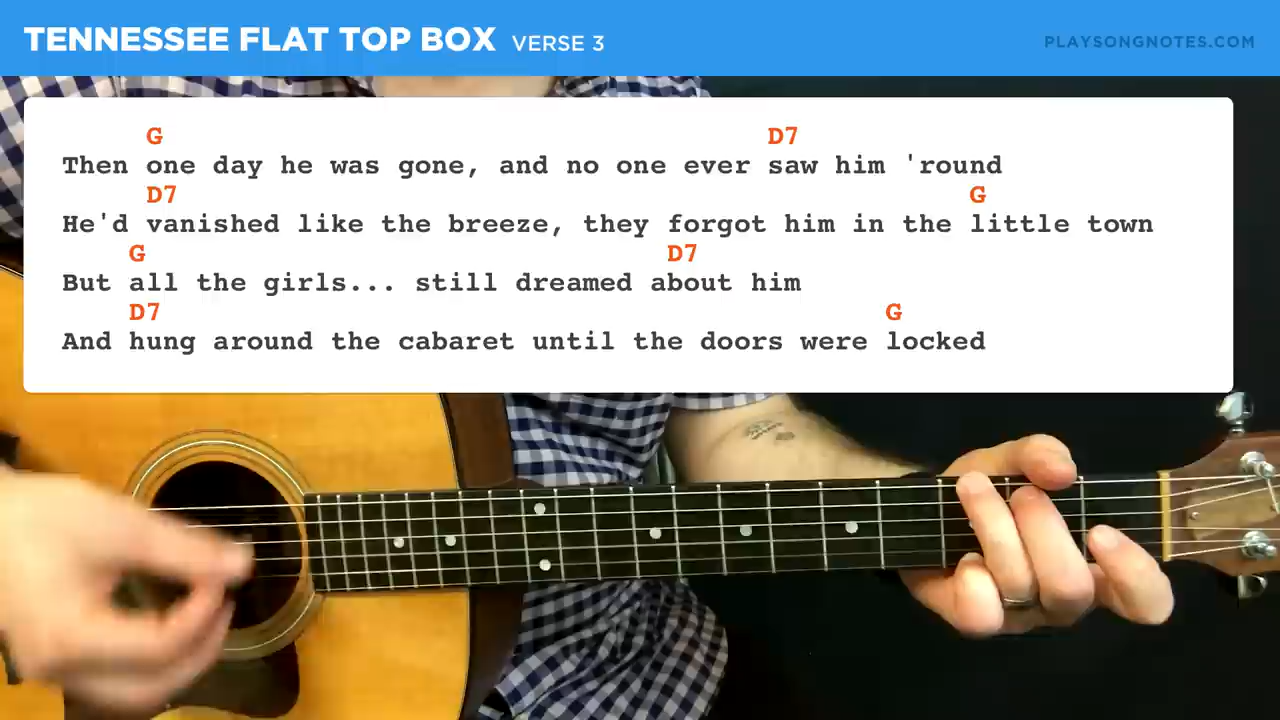 TENNESSEE FLAT TOP BOX VERSE 3
PLAYSONGNOTES.COM
G D7
Then one day he was gone, and no one ever saw him 'round
D7 G
He'd vanished like the breeze, they forgot him in the little town
G D7
But all the girls... still dreamed about him
D7 G
And hung around the cabaret until the doors were locked